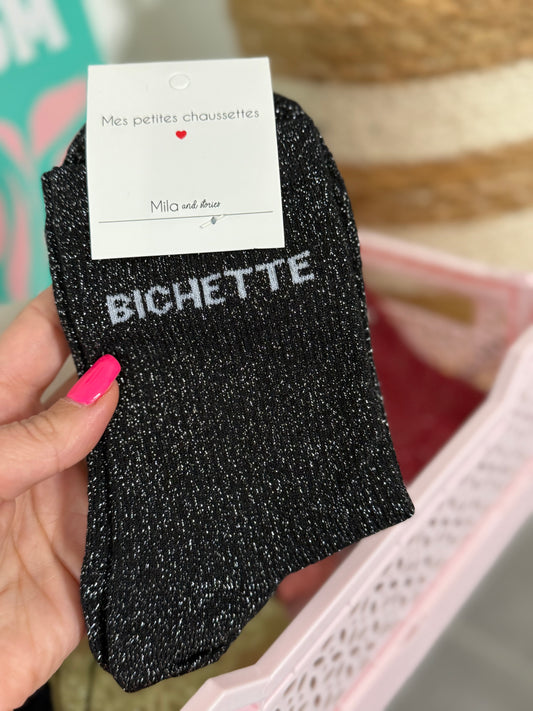 Mes petites chaussettes
Mila and stories
BICHETTE